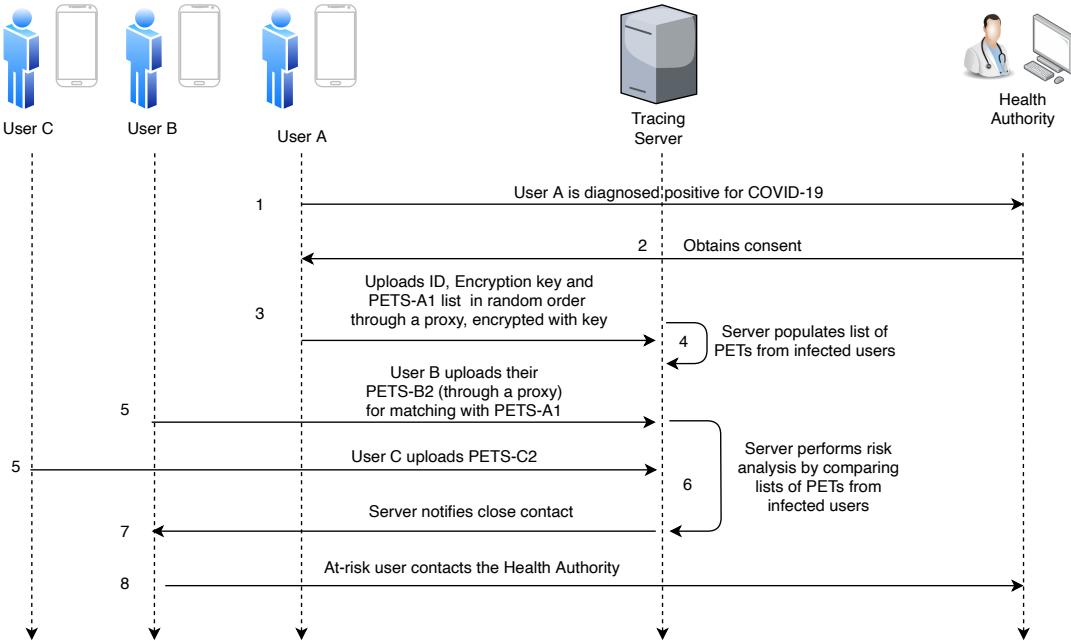 User C
User B
User A
Tracing
Server
Health
Authority
1
User A is diagnosed positive for COVID-19
2
Obtains consent
3
Uploads ID, Encryption key and
PETS-A1 list in random order
through a proxy, encrypted with key
4
Server populates list of
PETs from infected users
5
User B uploads their
PETS-B2 (through a proxy)
for matching with PETS-A1
5
User C uploads PETS-C2
6
Server performs risk
analysis by comparing
lists of PETs from
infected users
7
Server notifies close contact
8
At-risk user contacts the Health Authority